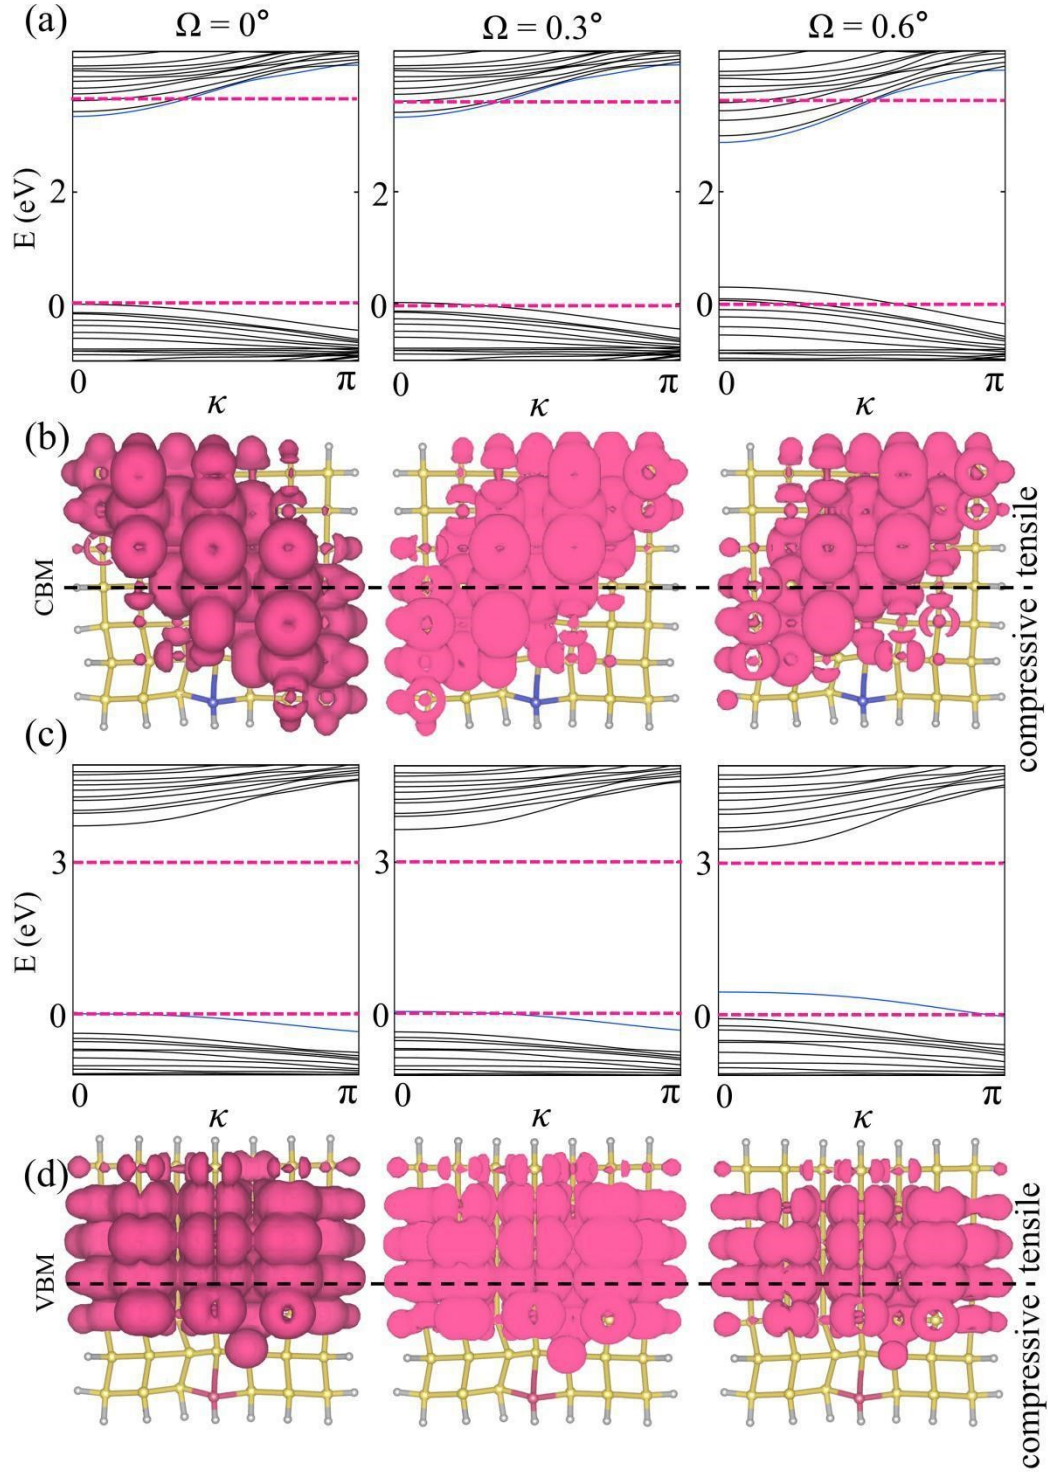 (a)
Ω = 0°
Ω = 0.3°
Ω = 0.6°
E (eV)
2
0
2
0
2
0
0
π
0
π
0
π
κ
κ
κ
(b)
CBM
compressive - tensile
(c)
E (eV)
3
0
3
0
3
0
0
π
0
π
0
π
κ
κ
κ
(d)
VBM
compressive - tensile